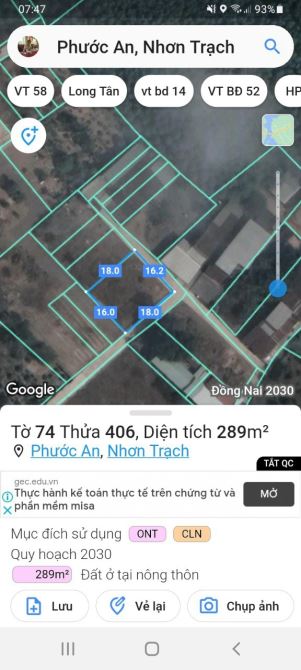 07:47
93%
Phước An, Nhơn Trạch
VT 58
Long Tân
vt bd 14
VT BĐ 52
HP
18.0
16.2
16.0
18.0
Google
Đồng Nai 2030
Tờ 74 Thửa 406, Diện tích 289m²
Phước An, Nhơn Trạch
TẮT QC
gec.edu.vn
Thực hành kế toán thực tế trên chứng từ và
phần mềm misa
MỞ
Mục đích sử dụng ONT CLN
Quy hoạch 2030
289m² Đất ở tại nông thôn
Lưu
Vẽ lại
Chụp ảnh